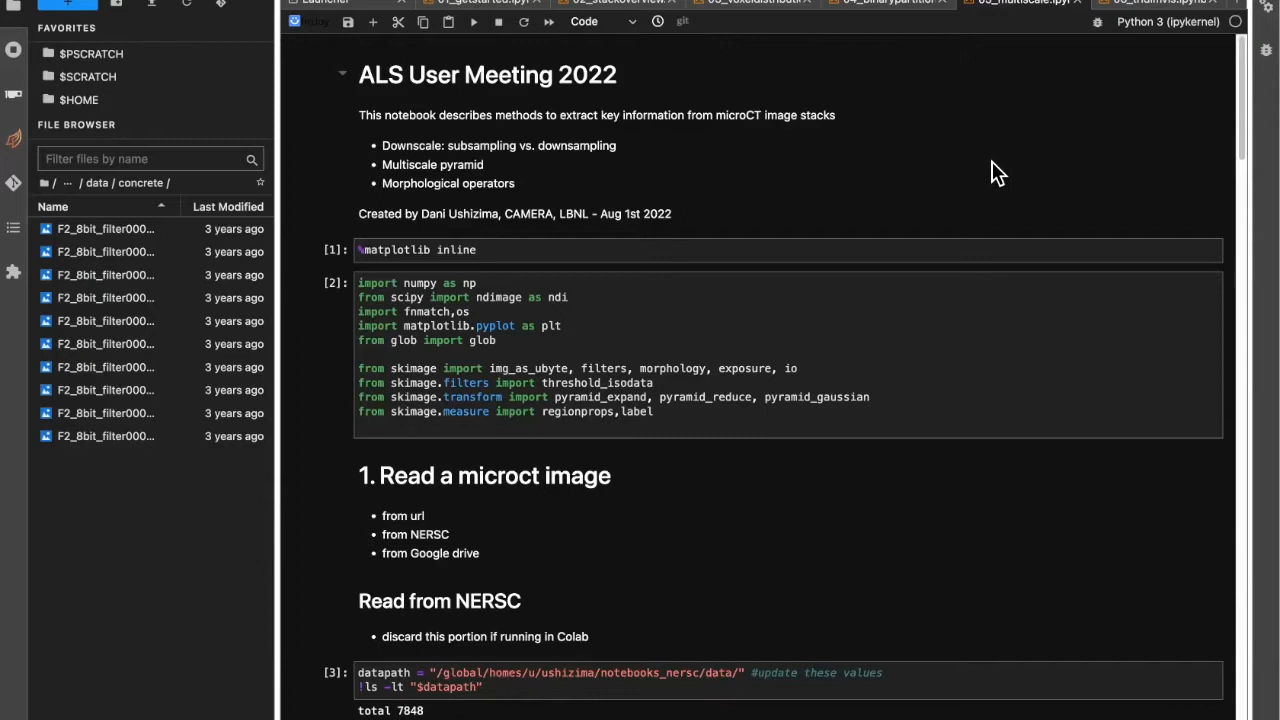 FAVORITES
$PSCRATCH
$SCRATCH
$HOME
FILE BROWSER
Filter files by name
/ ··· / data / concrete /
Name Last Modified
F2_8bit_filter000... 3 years ago
F2_8bit_filter000... 3 years ago
F2_8bit_filter000... 3 years ago
F2_8bit_filter000... 3 years ago
F2_8bit_filter000... 3 years ago
F2_8bit_filter000... 3 years ago
F2_8bit_filter000... 3 years ago
F2_8bit_filter000... 3 years ago
F2_8bit_filter000... 3 years ago
F2_8bit_filter000... 3 years ago
Code git Python 3 (ipykernel)
ALS User Meeting 2022
This notebook describes methods to extract key information from microCT image stacks
• Downscale: subsampling vs. downsampling
• Multiscale pyramid
• Morphological operators
Created by Dani Ushizima, CAMERA, LBNL - Aug 1st 2022
[1]: %matplotlib inline
[2]: import numpy as np
from scipy import ndimage as ndi
import fnmatch,os
import matplotlib.pyplot as plt
from glob import glob
from skimage import img_as_ubyte, filters, morphology, exposure, io
from skimage.filters import threshold_isodata
from skimage.transform import pyramid_expand, pyramid_reduce, pyramid_gaussian
from skimage.measure import regionprops,label
1. Read a microct image
• from url
• from NERSC
• from Google drive
Read from NERSC
• discard this portion if running in Colab
[3]: datapath = "/global/homes/u/ushizima/notebooks_nersc/data/" #update these values
!ls -lt "$datapath"
total 7848